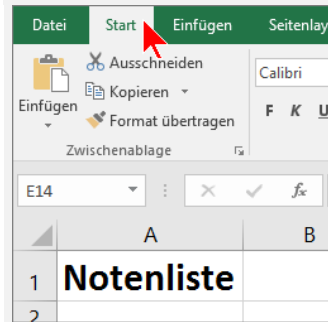 Datei Start Einfügen Seitenlay
Ausschneiden
Kopieren
Einfügen
Format übertragen
Zwischenablage
Calibri
F K U
E14 fx
A B
1 Notenliste
2